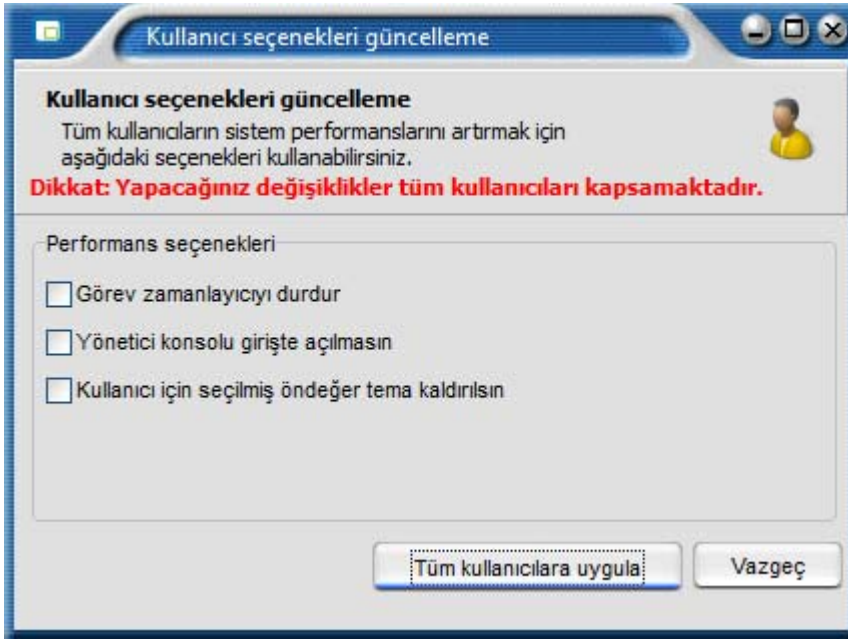 Kullanıcı seçenekleri güncelleme
Kullanıcı seçenekleri güncelleme
Tüm kullanıcıların sistem performanslarını artırmak için
aşağıdaki seçenekleri kullanabilirsiniz.
Dikkat: Yapacağınız değişiklikler tüm kullanıcıları kapsamaktadır.
Performans seçenekleri
Görev zamanlayıcıyı durdur
Yönetici konsolu girişte açılmasın
Kullanıcı için seçilmiş öndeğer tema kaldırılsın
Tüm kullanıcılara uygula Vazgeç